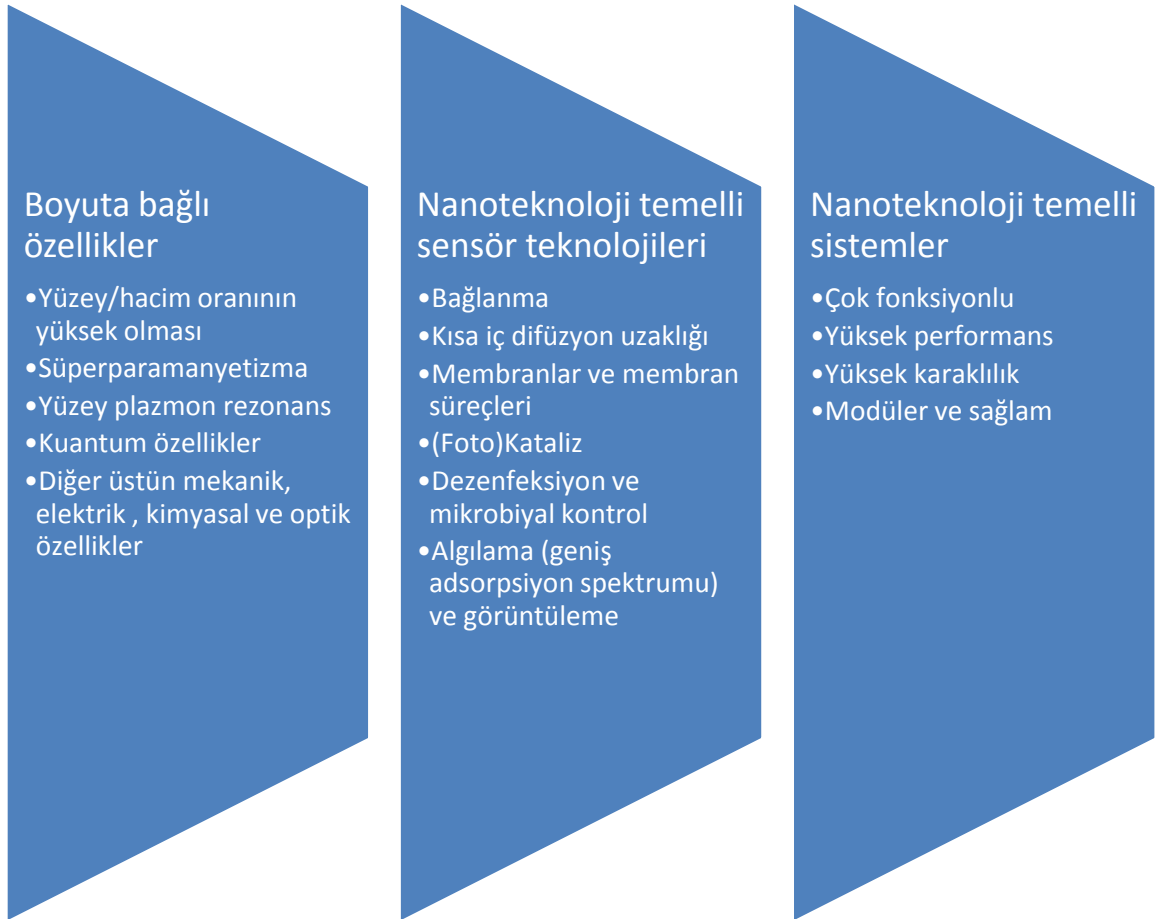 Boyuta bağlı
özellikler
•Yüzey/hacim oranının
yüksek olması
•Süperparamanyetizma
•Yüzey plazmon rezonans
•Kuantum özellikler
•Diğer üstün mekanik,
elektrik , kimyasal ve optik
özellikler
Nanoteknoloji temelli
sensör teknolojileri
•Bağlanma
•Kısa iç difüzyon uzaklığı
•Membranlar ve membran
süreçleri
•(Foto)Kataliz
•Dezenfeksiyon ve
mikrobiyal kontrol
•Algılama (geniş
adsorpsiyon spektrumu)
ve görüntüleme
Nanoteknoloji temelli
sistemler
•Çok fonksiyonlu
•Yüksek performans
•Yüksek karaklılık
•Modüler ve sağlam